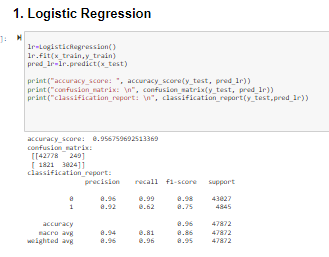 1. Logistic Regression
]:
lr=LogisticRegression()
lr.fit(x_train,y_train)
pred_lr=lr.predict(x_test)
print("accuracy_score: ", accuracy_score(y_test, pred_lr))
print("confusion_matrix: \n", confusion_matrix(y_test, pred_lr))
print("classification_report: \n", classification_report(y_test,pred_lr))
accuracy_score: 0.956759692513369
confusion_matrix:
[[42778 249]
[ 1821 3024]]
classification_report:
precision recall f1-score support
0 0.96 0.99 0.98 43027
1 0.92 0.62 0.75 4845
accuracy 0.96 47872
macro avg 0.94 0.81 0.86 47872
weighted avg 0.96 0.96 0.95 47872